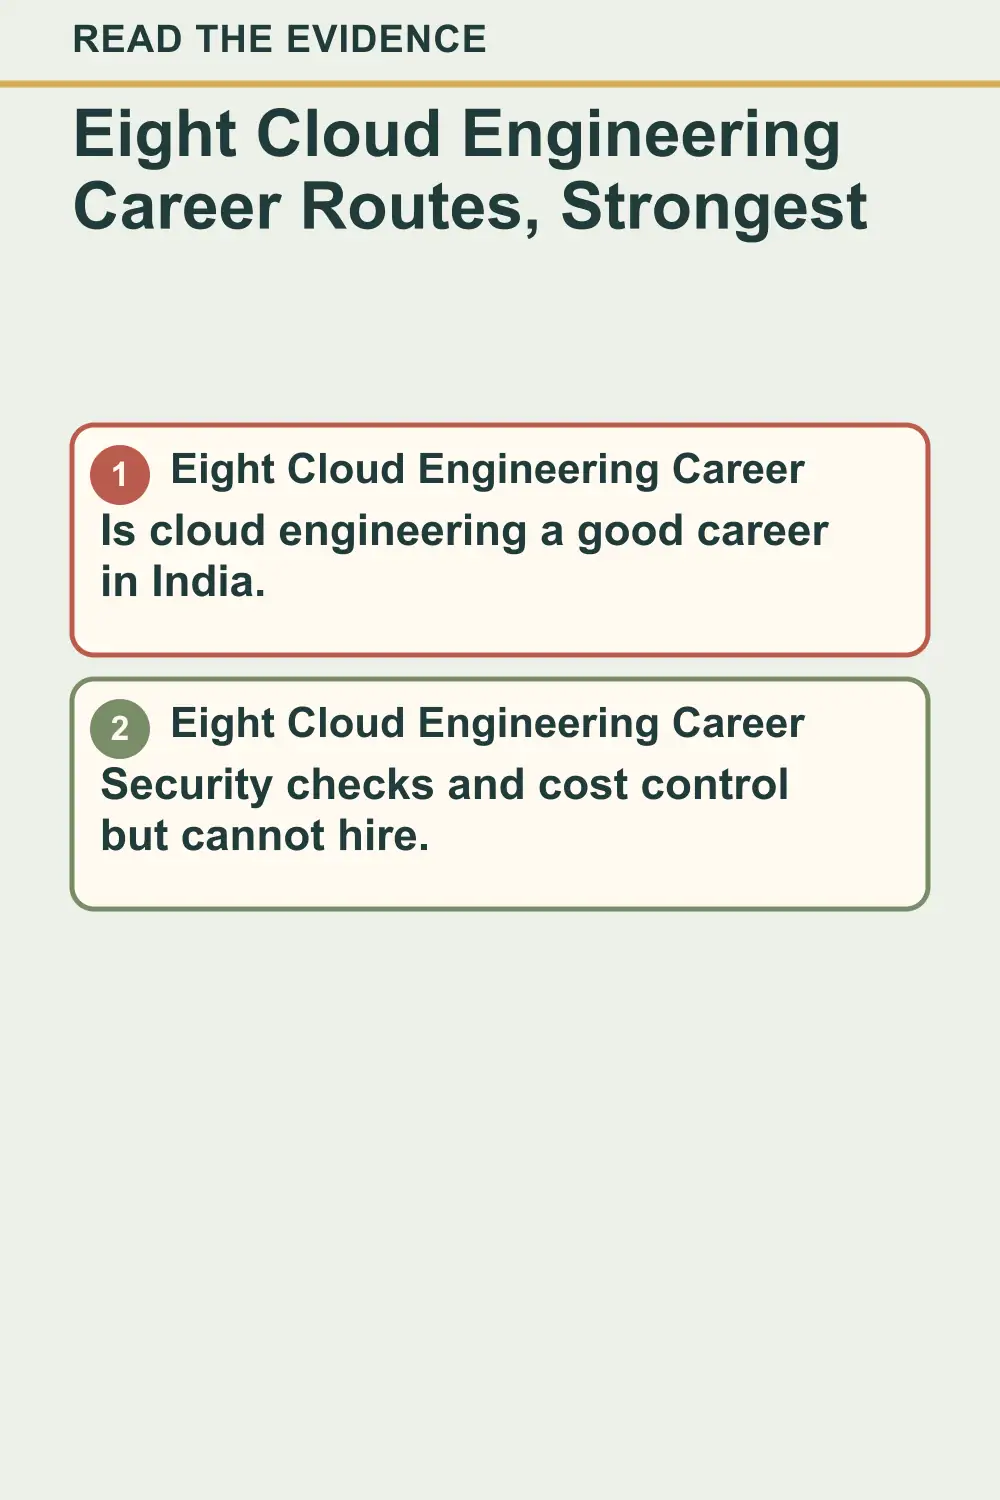 READ THE EVIDENCE
Eight Cloud Engineering
Career Routes, Strongest
1 Eight Cloud Engineering Career
Is cloud engineering a good career
in India.
2 Eight Cloud Engineering Career
Security checks and cost control
but cannot hire.